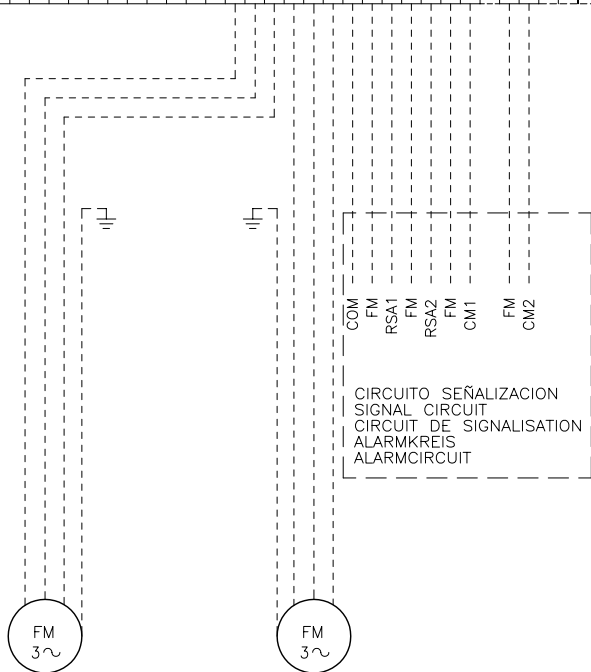 COM
FM
RSA1
FM
RSA2
FM
CM1
FM
CM2
CIRCUITO SEÑALIZACION
SIGNAL CIRCUIT
CIRCUIT DE SIGNALISATION
ALARMKREIS
ALARMCIRCUIT
FM
3~
FM
3~